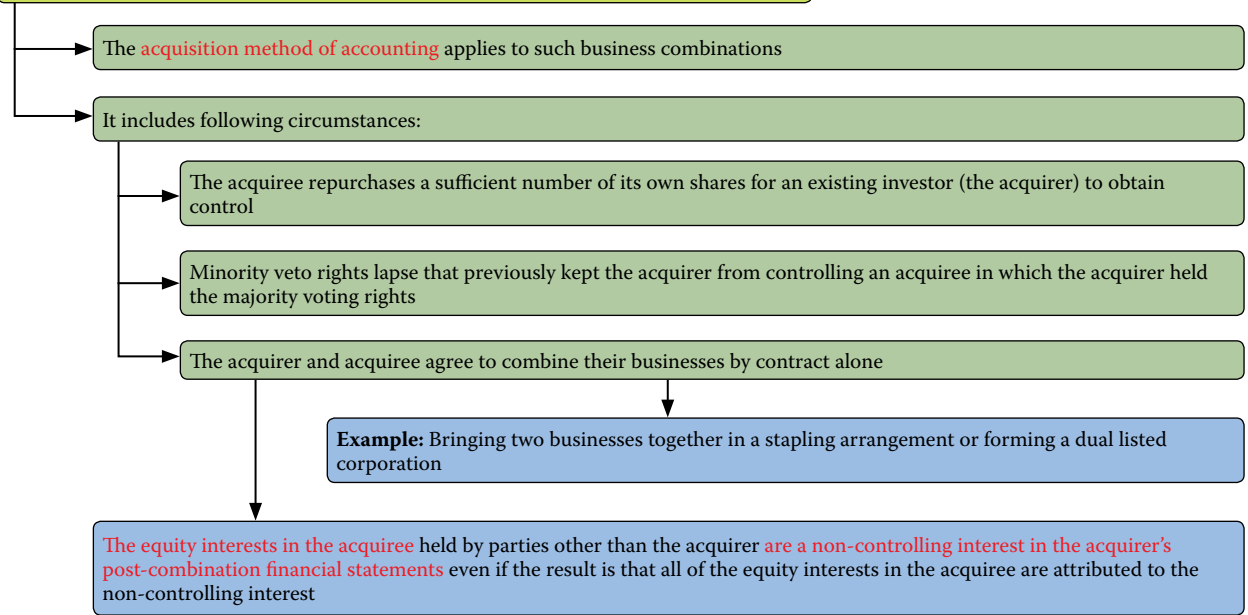 The acquisition method of accounting applies to such business combinations
It includes following circumstances:
The acquiree repurchases a sufficient number of its own shares for an existing investor (the acquirer) to obtain
control
Minority veto rights lapse that previously kept the acquirer from controlling an acquiree in which the acquirer held
the majority voting rights
The acquirer and acquiree agree to combine their businesses by contract alone
Example: Bringing two businesses together in a stapling arrangement or forming a dual listed
corporation
The equity interests in the acquiree held by parties other than the acquirer are a non-controlling interest in the acquirer’s
post-combination financial statements even if the result is that all of the equity interests in the acquiree are attributed to the
non-controlling interest